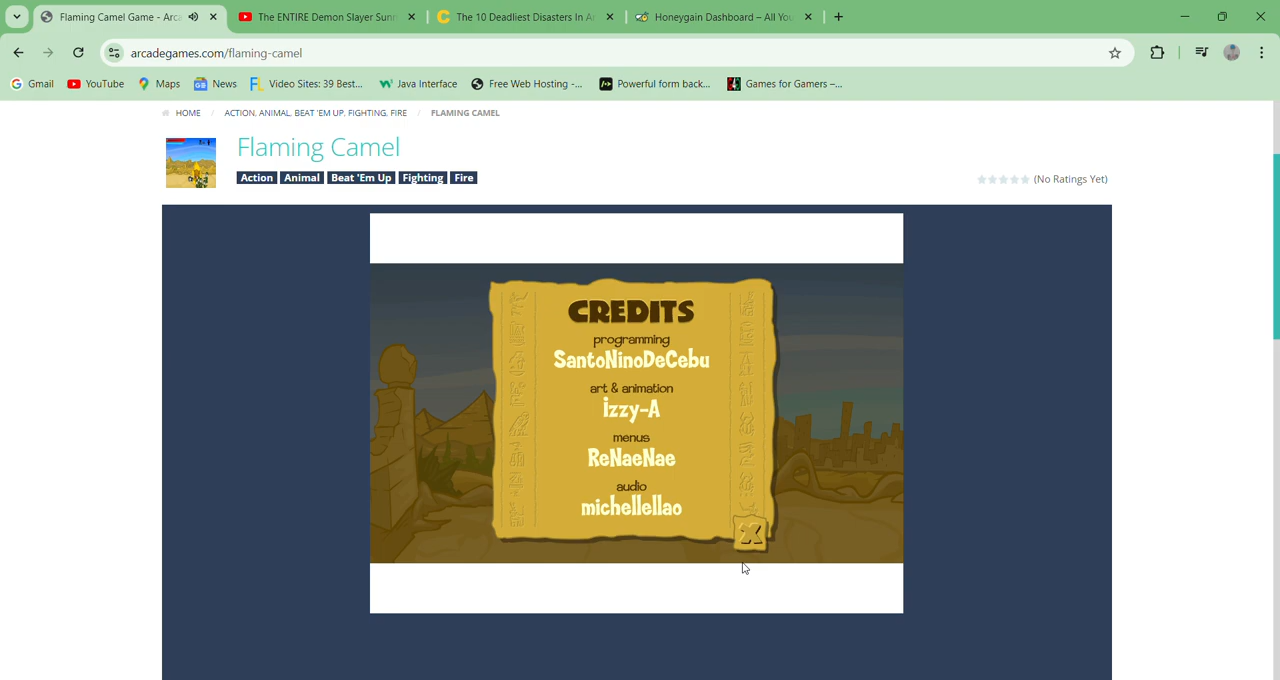 Flaming Camel Game - Arca
The ENTIRE Demon Slayer Sunn
The 10 Deadliest Disasters In Ar
Honeygain Dashboard – All You
arcadegames.com/flaming-camel
Gmail
YouTube
Maps
News
Video Sites: 39 Best...
Java Interface
Free Web Hosting -...
Powerful form back...
Games for Gamers –...
HOME / ACTION, ANIMAL, BEAT 'EM UP, FIGHTING, FIRE / FLAMING CAMEL
Flaming Camel
Action Animal Beat 'Em Up Fighting Fire
(No Ratings Yet)
CREDITS
programming
SantoNinoDeCebu
art & animation
izzy-A
menus
ReNaeNae
audio
michellellao
X